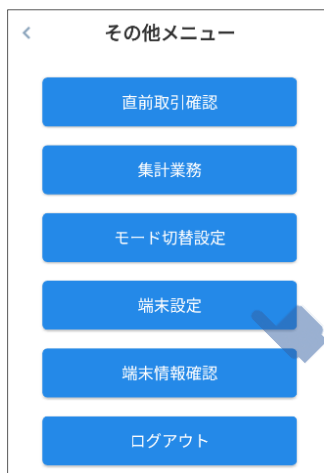 その他メニュー
直前取引確認
集計業務
モード切替設定
端末設定
端末情報確認
ログアウト